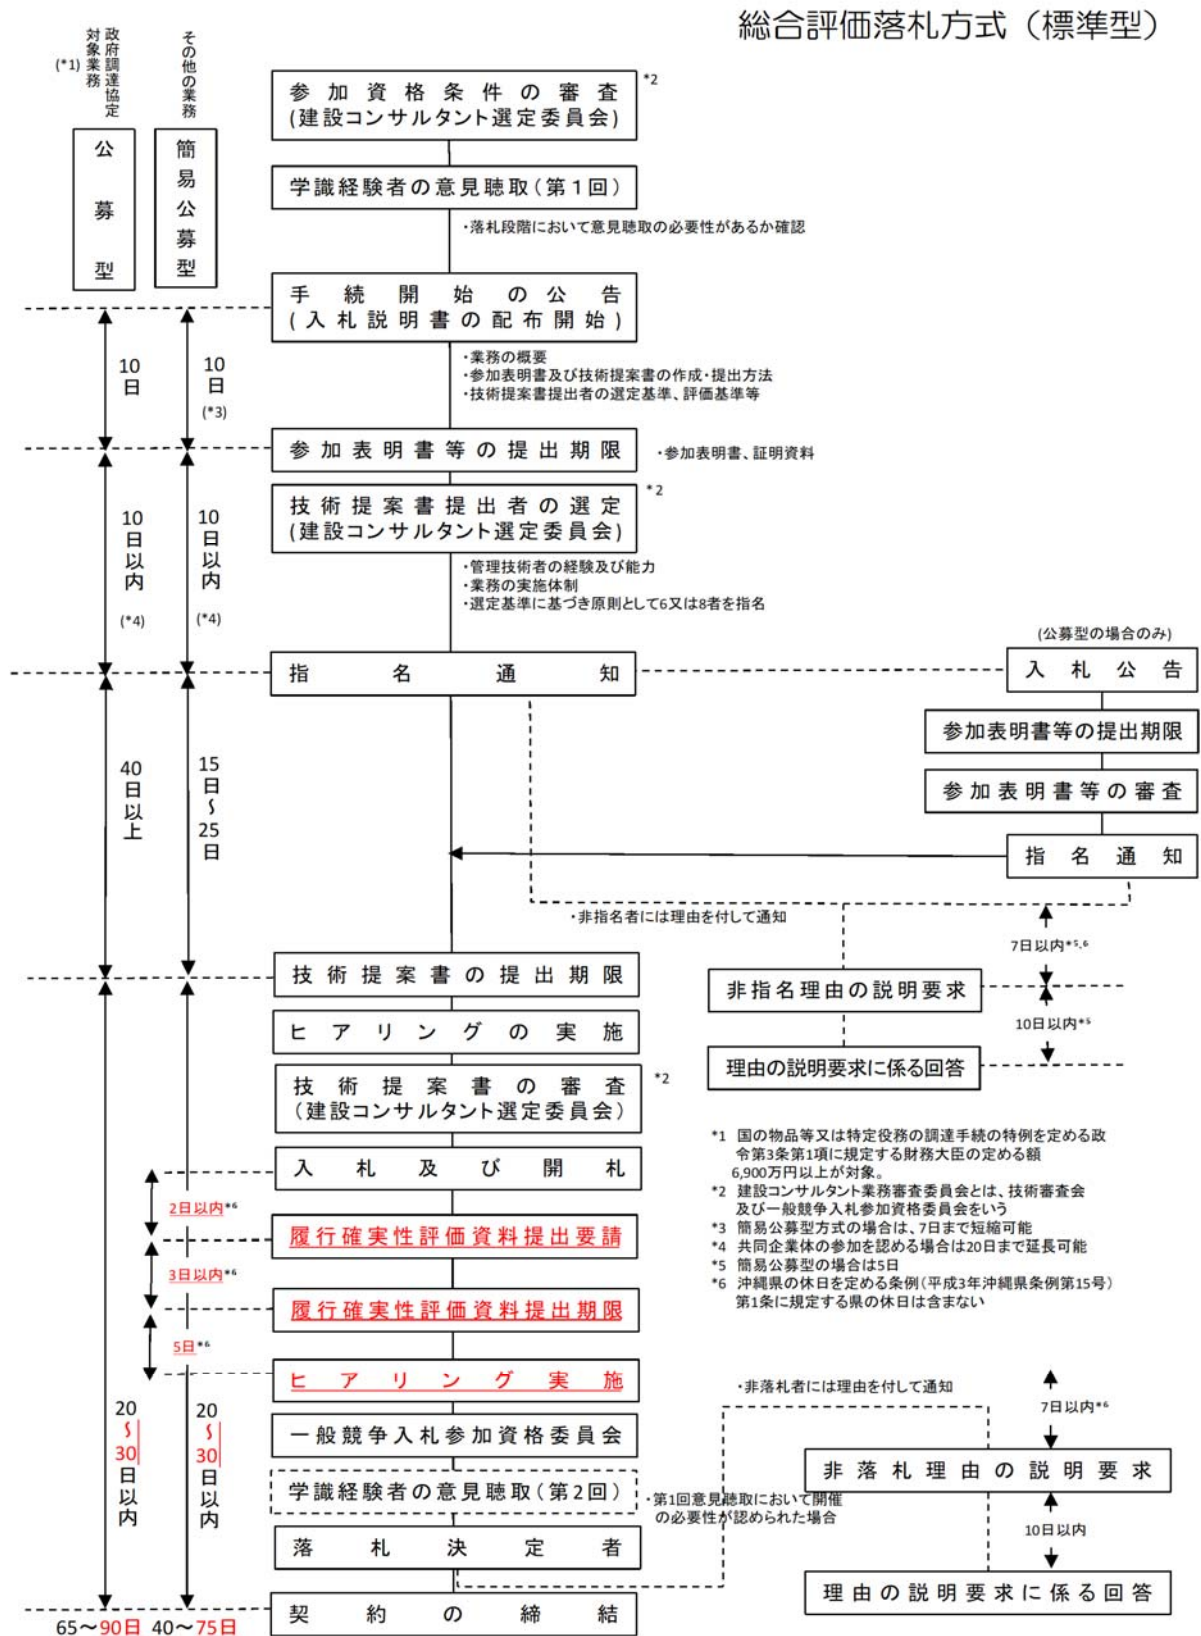 総合評価落札方式（標準型）
政府調達協定
対象業務
(*1)
その他の業務
公募型
簡易公募型
参加資格条件の審査
(建設コンサルタント選定委員会)
*2
学識経験者の意見聴取(第1回)
・落札段階において意見聴取の必要性があるか確認
手続開始の公告
(入札説明書の配布開始)
10日
10日
(*3)
・業務の概要
・参加表明書及び技術提案書の作成・提出方法
・技術提案書提出者の選定基準、評価基準等
参加表明書等の提出期限
・参加表明書、証明資料
技術提案書提出者の選定
(建設コンサルタント選定委員会)
*2
10日以内
(*4)
10日以内
(*4)
・管理技術者の経験及び能力
・業務の実施体制
・選定基準に基づき原則として6又は8者を指名
指名通知
(公募型の場合のみ)
入札公告
参加表明書等の提出期限
参加表明書等の審査
指名通知
40日以上
15日～25日
・非指名者には理由を付して通知
7日以内*5,6
非指名理由の説明要求
10日以内*5
理由の説明要求に係る回答
技術提案書の提出期限
ヒアリングの実施
技術提案書の審査
(建設コンサルタント選定委員会)
*2
入札及び開札
2日以内*6
履行確実性評価資料提出要請
3日以内*6
履行確実性評価資料提出期限
5日*6
ヒアリング実施
*1 国の物品等又は特定役務の調達手続の特例を定める政
令第3条第1項に規定する財務大臣の定める額
6,900万円以上が対象。
*2 建設コンサルタント業務審査委員会とは、技術審査会
及び一般競争入札参加資格委員会をいう
*3 簡易公募型方式の場合は、7日まで短縮可能
*4 共同企業体の参加を認める場合は20日まで延長可能
*5 簡易公募型の場合は5日
*6 沖縄県の休日を定める条例(平成3年沖縄県条例第15号)
第1条に規定する県の休日は含まない
20～30日以内
20～30日以内
一般競争入札参加資格委員会
学識経験者の意見聴取(第2回)
・第1回意見聴取において開催
の必要性が認められた場合
落札決定者
・非落札者には理由を付して通知
7日以内*6
非落札理由の説明要求
10日以内
理由の説明要求に係る回答
契約の締結
65～90日
40～75日